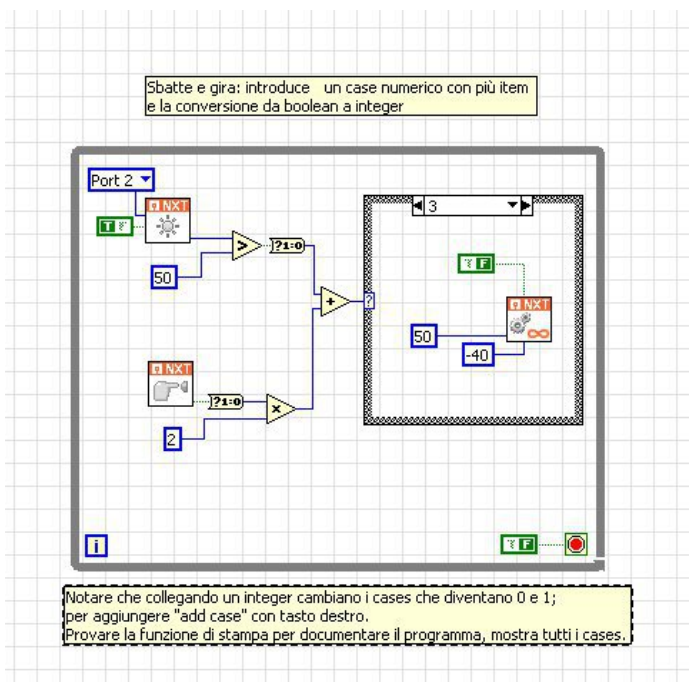 Sbatte e gira: introduce un case numerico con più item
e la conversione da boolean a integer
Port 2
NXT
T F
50
>
?1:0
+
?
3
F
NXT
50
-40
NXT
?1:0
x
2
i
F
Notare che collegando un integer cambiano i cases che diventano 0 e 1;
per aggiungere "add case" con tasto destro.
Provare la funzione di stampa per documentare il programma, mostra tutti i cases.